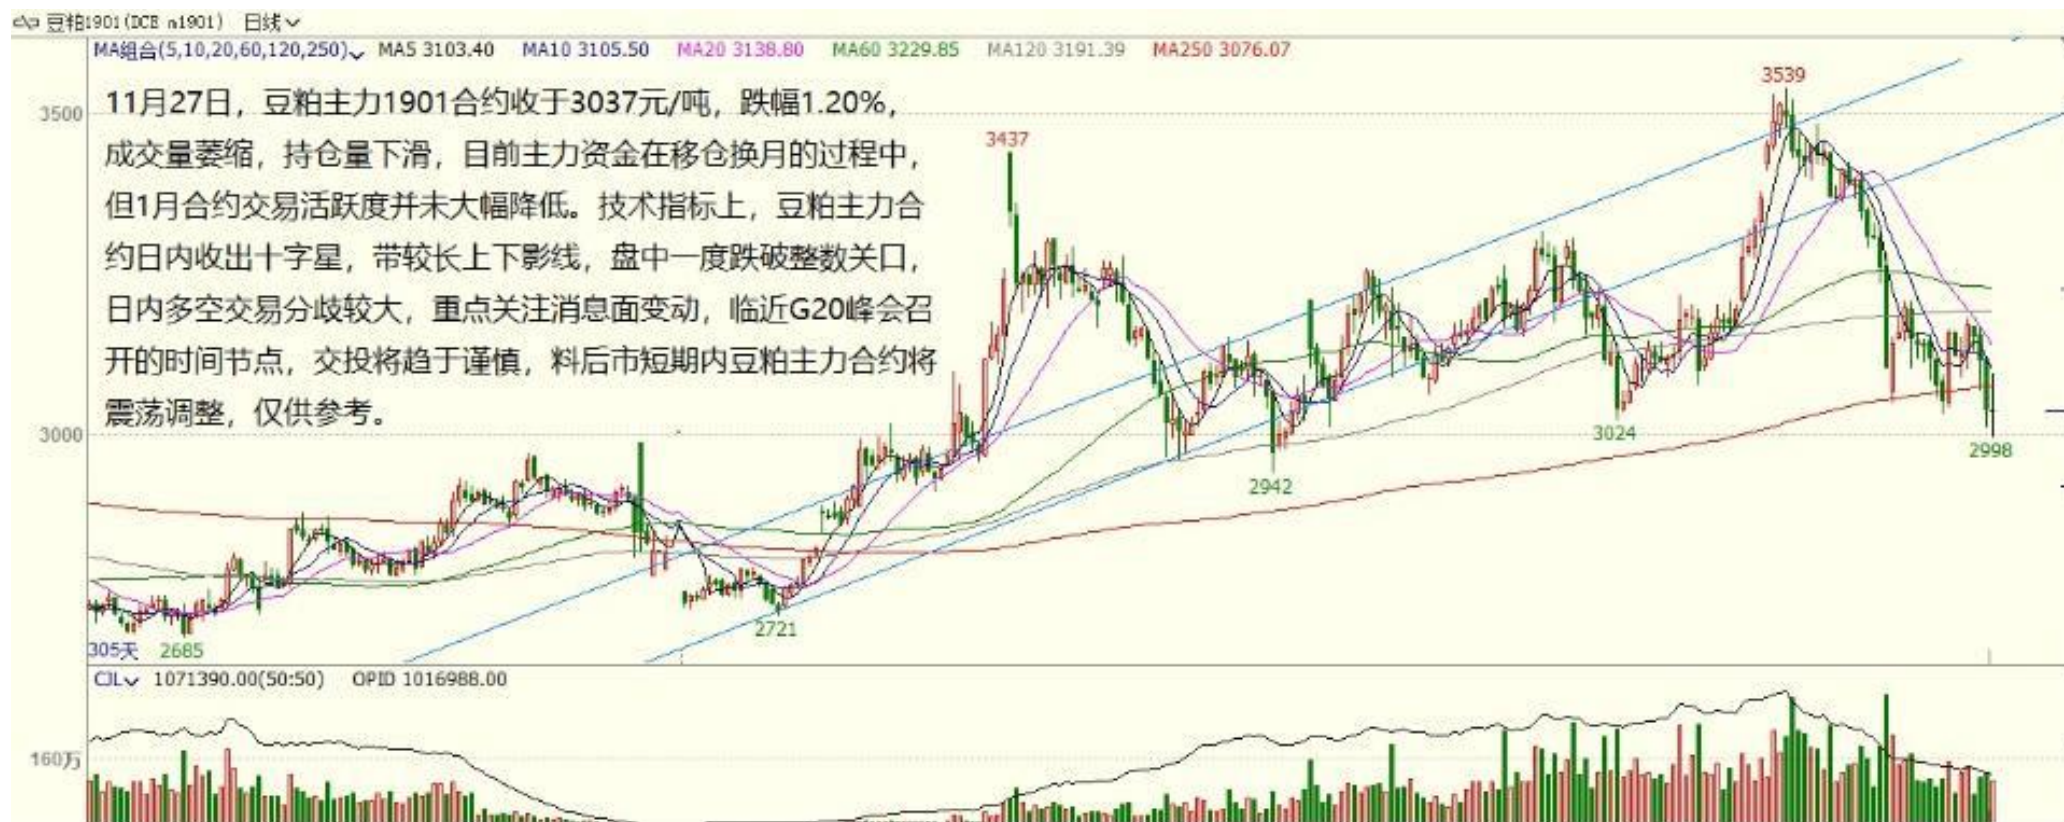 豆粕1901(DCE m1901) 日线
MA组合(5,10,20,60,120,250) MA5 3103.40 MA10 3105.50 MA20 3138.80 MA60 3229.85 MA120 3191.39 MA250 3076.07
11月27日，豆粕主力1901合约收于3037元/吨，跌幅1.20%，
成交量萎缩，持仓量下滑，目前主力资金在移仓换月的过程中，
但1月合约交易活跃度并未大幅降低。技术指标上，豆粕主力合
约日内收出十字星，带较长上下影线，盘中一度跌破整数关口，
日内多空交易分歧较大，重点关注消息面变动，临近G20峰会召
开的时间节点，交投将趋于谨慎，料后市短期内豆粕主力合约将
震荡调整，仅供参考。
3539
3500
3437
3000
3024
2998
2942
2721
305天 2685
CJL 1071390.00(50:50) OPID 1016988.00
160万